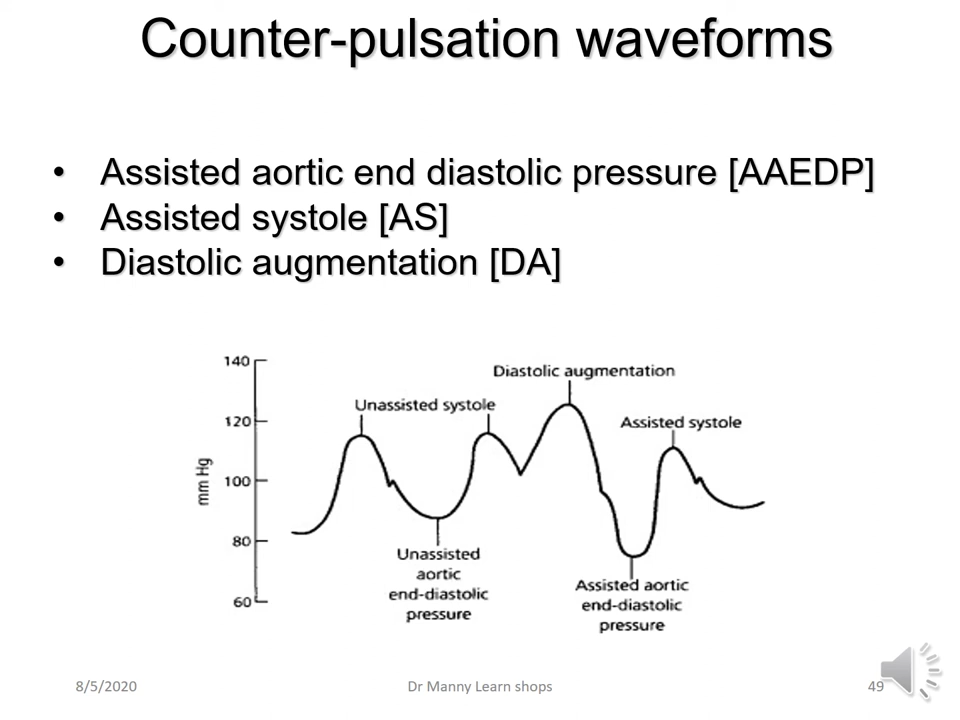 Counter-pulsation waveforms
• Assisted aortic end diastolic pressure [AAEDP]
• Assisted systole [AS]
• Diastolic augmentation [DA]
140
Diastolic augmentation
Unassisted systole
120
Assisted systole
mm Hg
100
80
Unassisted
aortic
end-diastolic
pressure
Assisted aortic
end-diastolic
pressure
60
8/5/2020
Dr Manny Learn shops
49